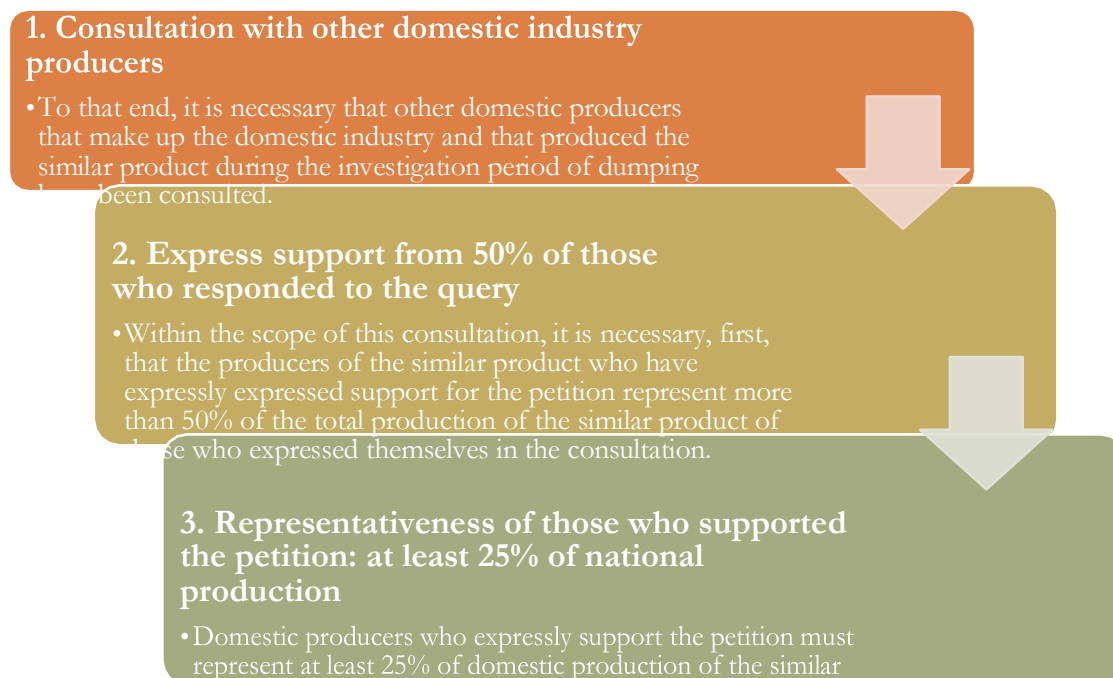 1. Consultation with other domestic industry
producers
•To that end, it is necessary that other domestic producers
that make up the domestic industry and that produced the
similar product during the investigation period of dumping
been consulted.
2. Express support from 50% of those
who responded to the query
•Within the scope of this consultation, it is necessary, first,
that the producers of the similar product who have
expressly expressed support for the petition represent more
than 50% of the total production of the similar product of
who expressed themselves in the consultation.
3. Representativeness of those who supported
the petition: at least 25% of national
production
•Domestic producers who expressly support the petition must
represent at least 25% of domestic production of the similar